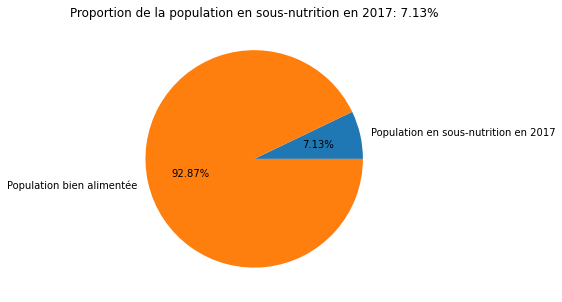 Proportion de la population en sous-nutrition en 2017: 7.13%
Population en sous-nutrition en 2017
7.13%
92.87%
Population bien alimentée